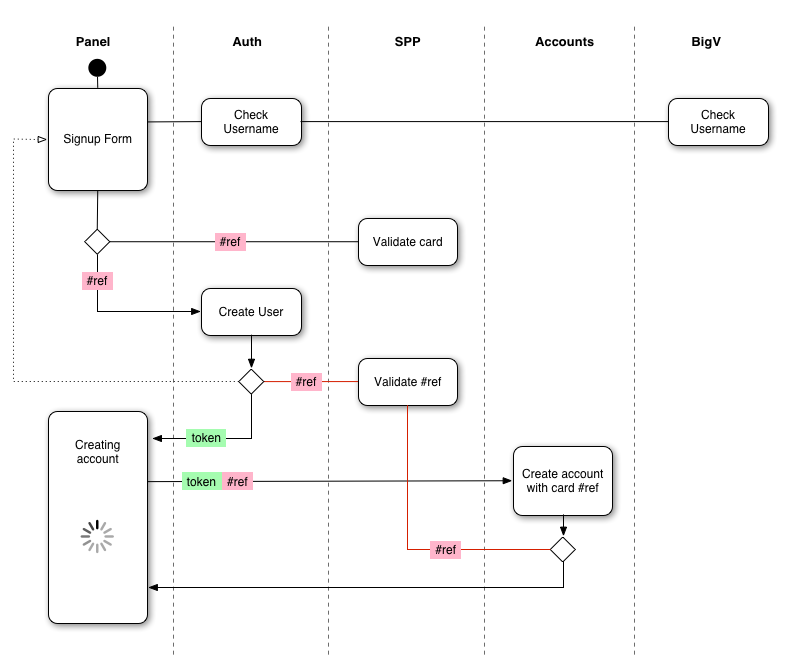 Panel
Auth
SPP
Accounts
BigV
Signup Form
Check
Username
Check
Username
#ref
Validate card
#ref
Create User
#ref
Validate #ref
token
Creating
account
token #ref
Create account
with card #ref
#ref